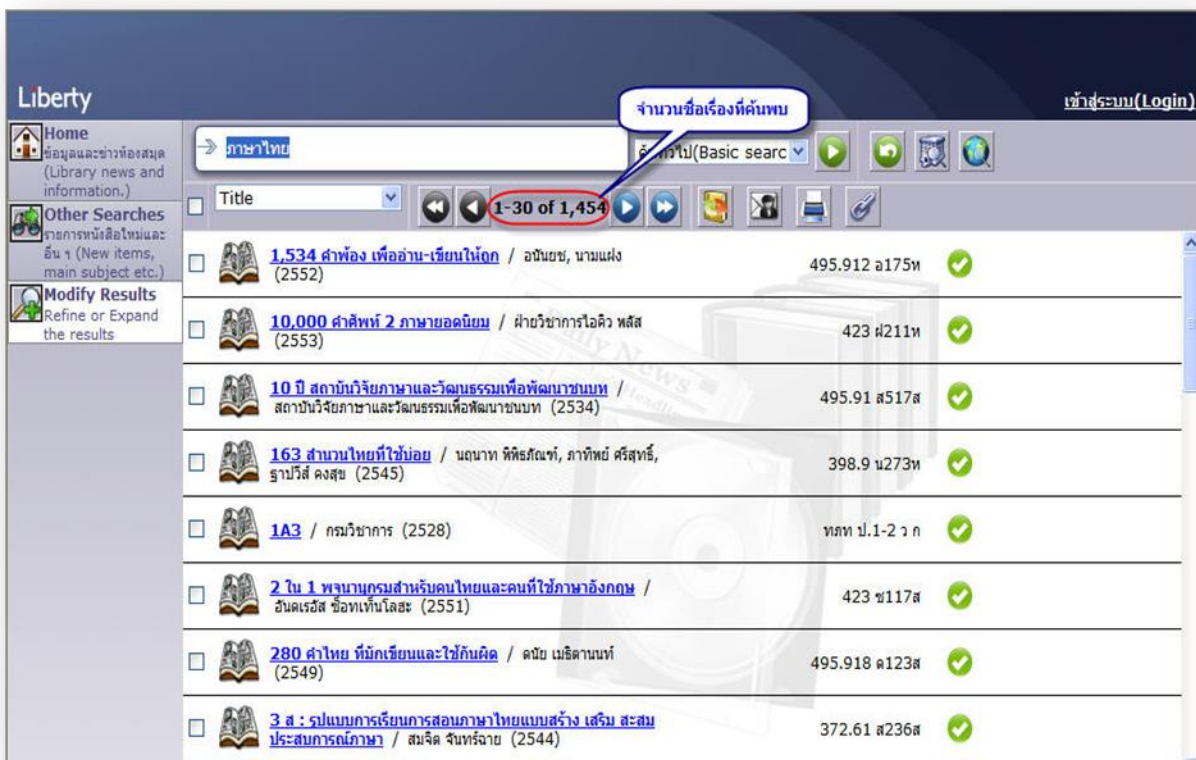 Liberty
จำนวนชื่อเรื่องที่ค้นพบ
เข้าสู่ระบบ(Login)
Home
ข้อมูลและข่าวห้องสมุด
(Library news and
information.)
Other Searches
รายการหนังสือใหม่และ
อื่น ๆ (New items,
main subject etc.)
Modify Results
Refine or Expand
the results
ภาษาไทย
(Basic searc
Title
1-30 of 1,454
1,534 คำพ้อง เพื่ออ่าน-เขียนให้ถูก / อนันยช, นามแฝง
(2552)
495.912 อ175ห
10,000 คำศัพท์ 2 ภาษายอดนิยม / ฝ่ายวิชาการไอคิว พลัส
(2553)
423 ฝ211ห
10 ปี สถาบันวิจัยภาษาและวัฒนธรรมเพื่อพัฒนาชนบท /
สถาบันวิจัยภาษาและวัฒนธรรมเพื่อพัฒนาชนบท (2534)
495.91 ส517ส
163 สำนวนไทยที่ใช้บ่อย / นฤนาท พิพิธภัณฑ์, ภาทิพย์ ศรีสุทธิ์,
ฐาปวีส์ คงสุข (2545)
398.9 น273ห
1A3 / กรมวิชาการ (2528)
ทภท ป.1-2 ว ก
2 ใน 1 พจนานุกรมสำหรับคนไทยและคนที่ใช้ภาษาอังกฤษ /
อันดเรอัส ช็อทเท็นโลฮะ (2551)
423 ช117ส
280 คำไทย ที่มักเขียนและใช้กันผิด / ดนัย เมธิตานนท์
(2549)
495.918 ด123ส
3 ส : รูปแบบการเรียนการสอนภาษาไทยแบบสร้าง เสริม สะสม
ประสบการณ์ภาษา / สมจิต จันทร์ฉาย (2544)
372.61 ส236ส
Daily News